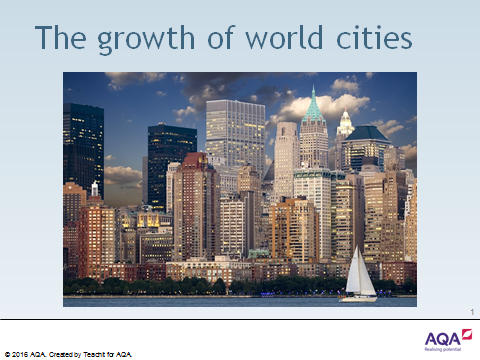 The growth of world cities
1
AQA
Realising potential
© 2016 AQA. Created by Teachit for AQA.